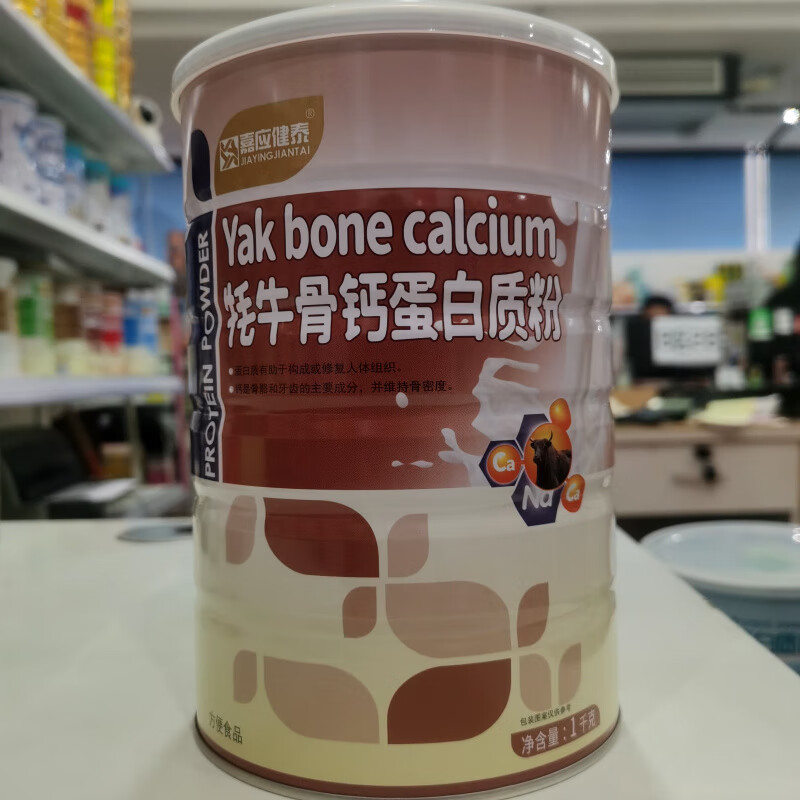 嘉应健泰®
JIAYINGJIANTAI
PROTEIN POWDER
Yak bone calcium
牦牛骨钙蛋白质粉
●蛋白质有助于构成或修复人体组织。
●钙是骨骼和牙齿的主要成分，并维持骨密度。
Ca
Na
Ca
方便食品
包装图案仅供参考
净含量：1千克